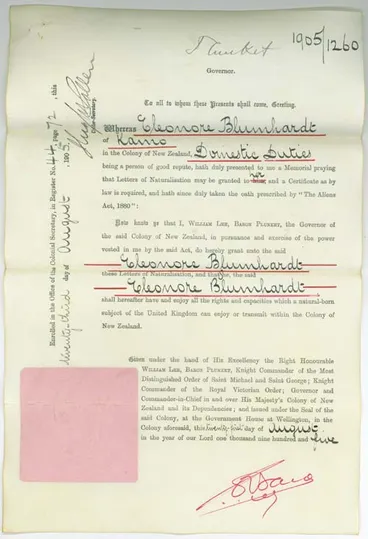 1905/1260
Plunket
Governor.
To all to whom these Presents shall come, Greeting.
Whereas Eleonore Blumhardt
of Kamo
in the Colony of New Zealand, Domestic Duties
being a person of good repute, hath duly presented to me a Memorial praying
that Letters of Naturalisation may be granted to her and a Certificate as by
law is required, and hath since duly taken the oath prescribed by "The Aliens
Act, 1880":
Now know ye that I, WILLIAM LEE, BARON PLUNKET, the Governor of
the said Colony of New Zealand, in pursuance and exercise of the power
vested in me by the said Act, do hereby grant unto the said
Eleonore Blumhardt
these Letters of Naturalisation, and that the said
Eleonore Blumhardt
shall hereafter have and enjoy all the rights and capacities which a natural-born
subject of the United Kingdom can enjoy or transmit within the Colony of
New Zealand.
Given under the hand of His Excellency the Right Honourable
WILLIAM LEE, BARON PLUNKET, Knight Commander of the Most
Distinguished Order of Saint Michael and Saint George; Knight
Commander of the Royal Victorian Order; Governor and
Commander-in-Chief in and over His Majesty's Colony of New
Zealand and its Dependencies; and issued under the Seal of the
said Colony, at the Government House at Wellington, in the
Colony aforesaid, this twenty first day of August
in the year of our Lord one thousand nine hundred and five
Enrolled in the Office of the Colonial Secretary, in Register No. 44, page 72, this
twenty-third day of August, 1905.
Colonial Secretary.